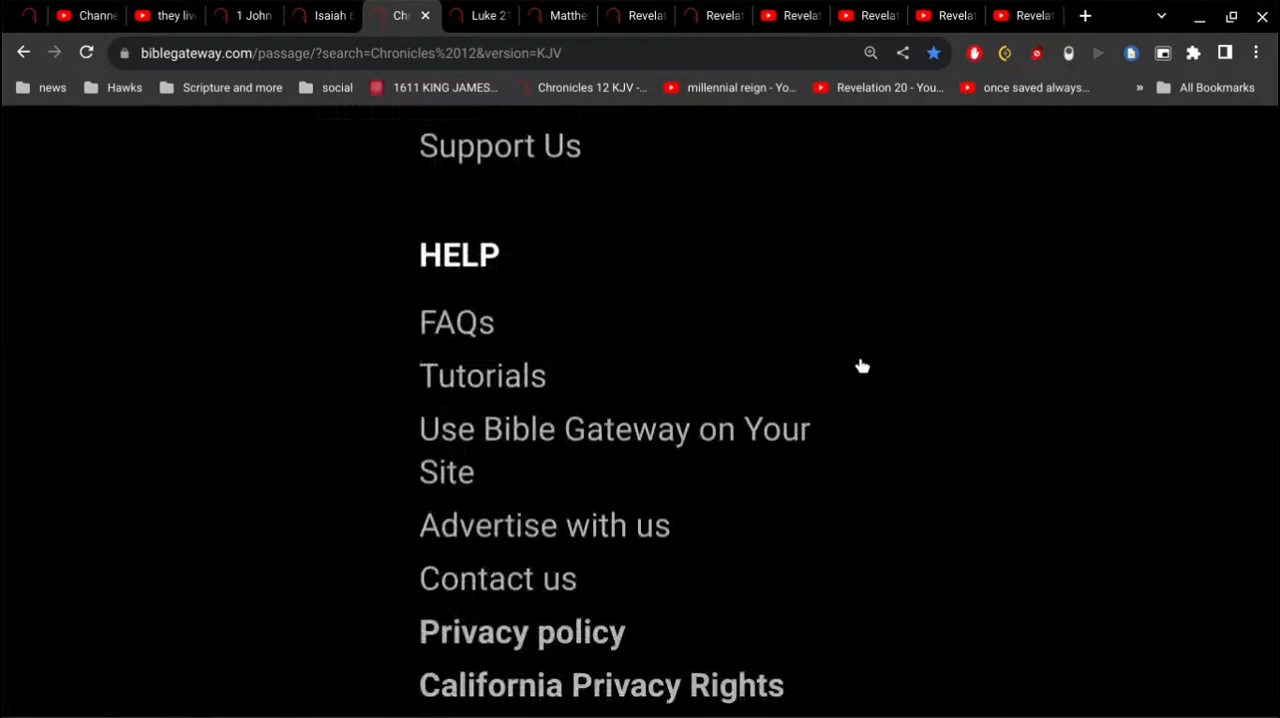 Channe
they live
1 John
Isaiah 6
Ch
Luke 21
Matthe
Revelat
Revelat
Revelat
Revelat
Revelat
Revelat
biblegateway.com/passage/?search=Chronicles%2012&version=KJV
news
Hawks
Scripture and more
social
1611 KING JAMES...
Chronicles 12 KJV -...
millennial reign - Yo...
Revelation 20 - You...
once saved always...
»
All Bookmarks
Support Us
HELP
FAQs
Tutorials
Use Bible Gateway on Your
Site
Advertise with us
Contact us
Privacy policy
California Privacy Rights